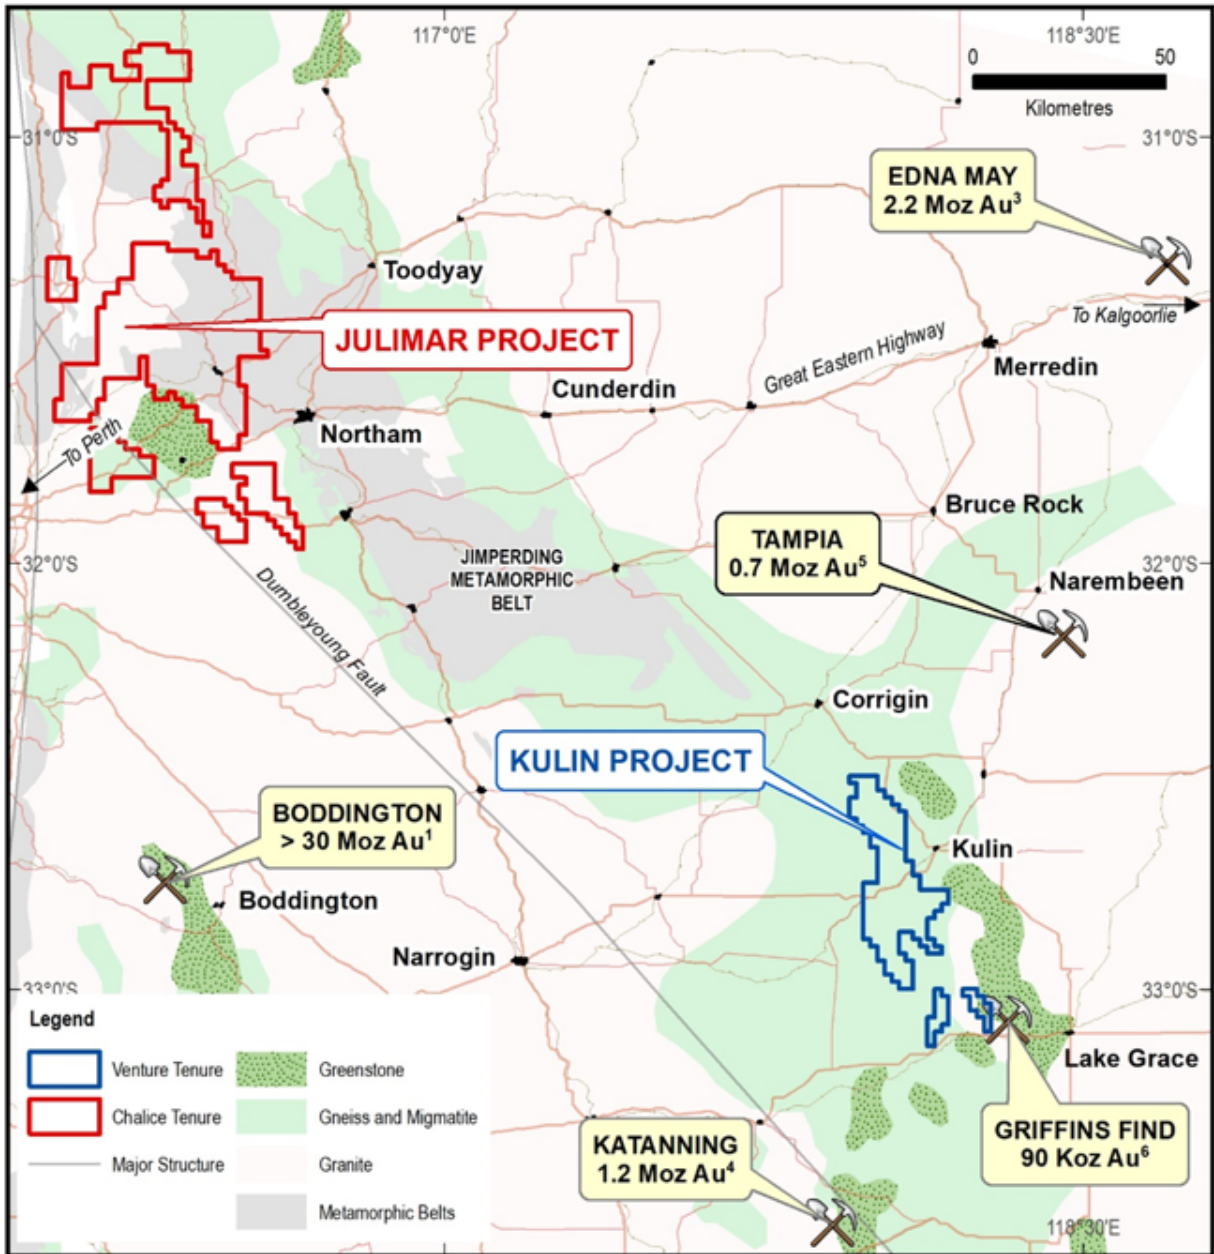 117°0'E
118°30'E
0 50
Kilometres
31°0'S
31°0'S
EDNA MAY
2.2 Moz Au³
Toodyay
To Kalgoorlie
JULIMAR PROJECT
Great Eastern Highway
Merredin
Cunderdin
Northam
To Perth
Bruce Rock
TAMPIA
0.7 Moz Au⁵
JIMPERDING
METAMORPHIC
BELT
32°0'S
32°0'S
Narembeen
Dumbleyoung Fault
Corrigin
KULIN PROJECT
BODDINGTON
> 30 Moz Au¹
Kulin
Boddington
Narrogin
33°0'S
33°0'S
Legend
Venture Tenure
Greenstone
Chalice Tenure
Gneiss and Migmatite
Major Structure
Granite
Metamorphic Belts
Lake Grace
KATANNING
1.2 Moz Au⁴
GRIFFINS FIND
90 Koz Au⁶
118°30'E